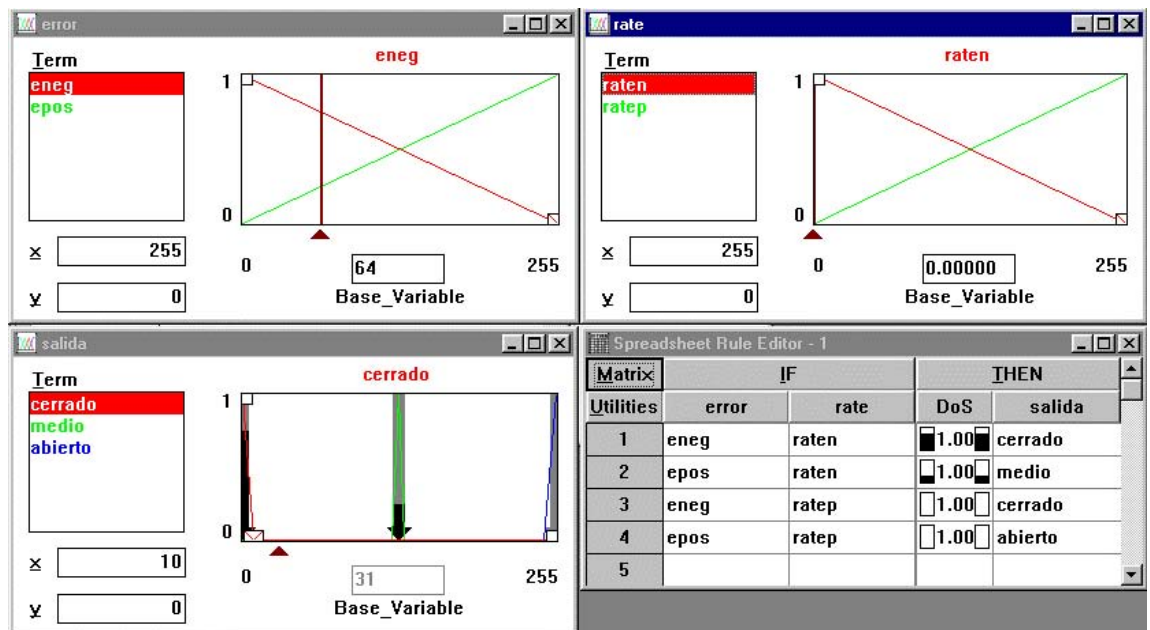 error
Term
eneg
epos
eneg
1
0
x 255
y 0
0 64 255
Base_Variable
rate
Term
raten
ratep
raten
1
0
x 255
y 0
0 0.00000 255
Base_Variable
salida
Term
cerrado
medio
abierto
cerrado
1
0
x 10
y 0
0 31 255
Base_Variable
Spreadsheet Rule Editor - 1
Matrix IF THEN
Utilities error rate DoS salida
1 eneg raten 1.00 cerrado
2 epos raten 1.00 medio
3 eneg ratep 1.00 cerrado
4 epos ratep 1.00 abierto
5